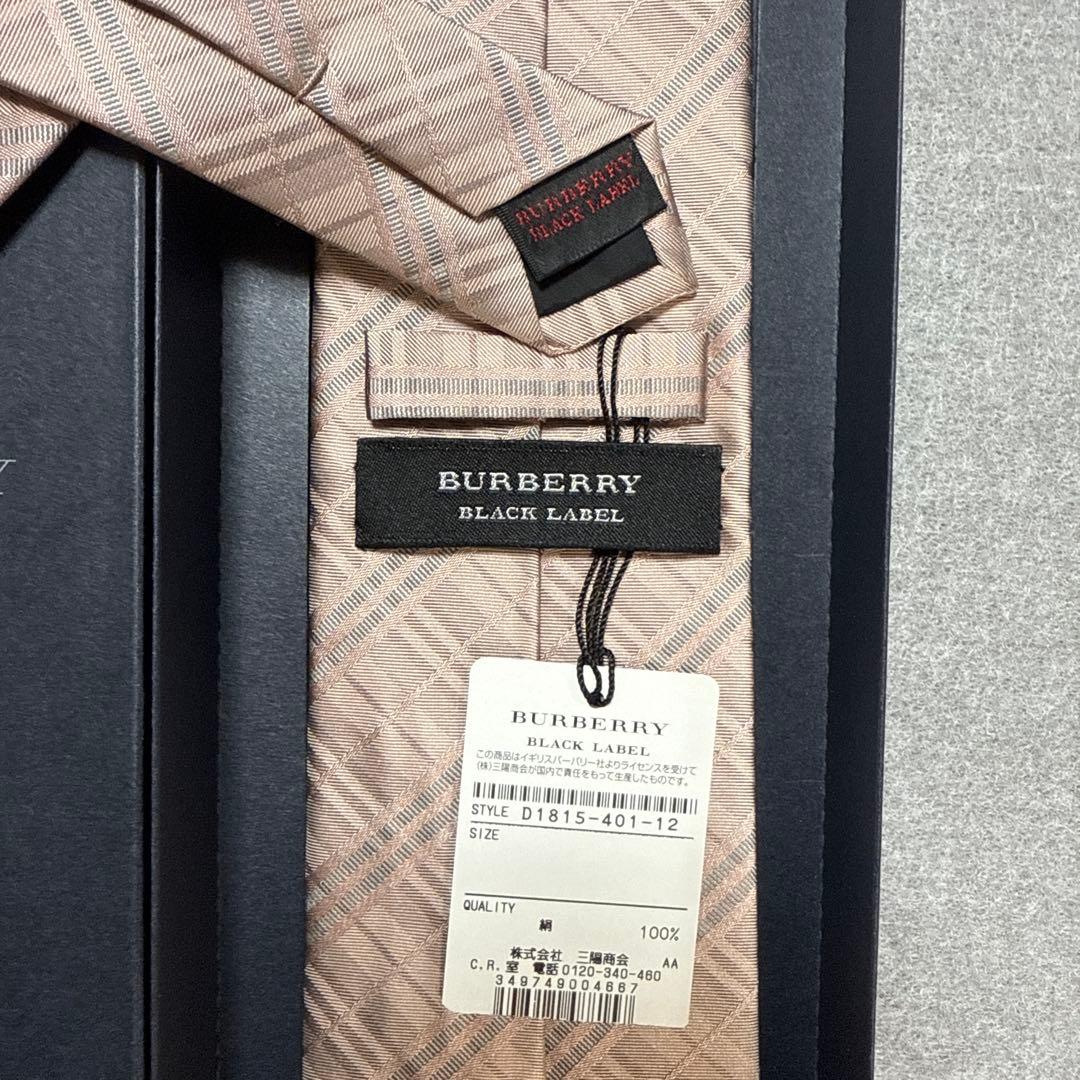 BURBERRY
BLACK LABEL
BURBERRY
BLACK LABEL
BURBERRY
BLACK LABEL
この商品はイギリスバーバリー社よりライセンスを受けて
(株)三陽商会が国内で責任をもって生産したものです。
STYLE D1815-401-12
SIZE
QUALITY
絹 100%
株式会社 三陽商会 AA
C.R.室 電話0120-340-460
349749004667
Y